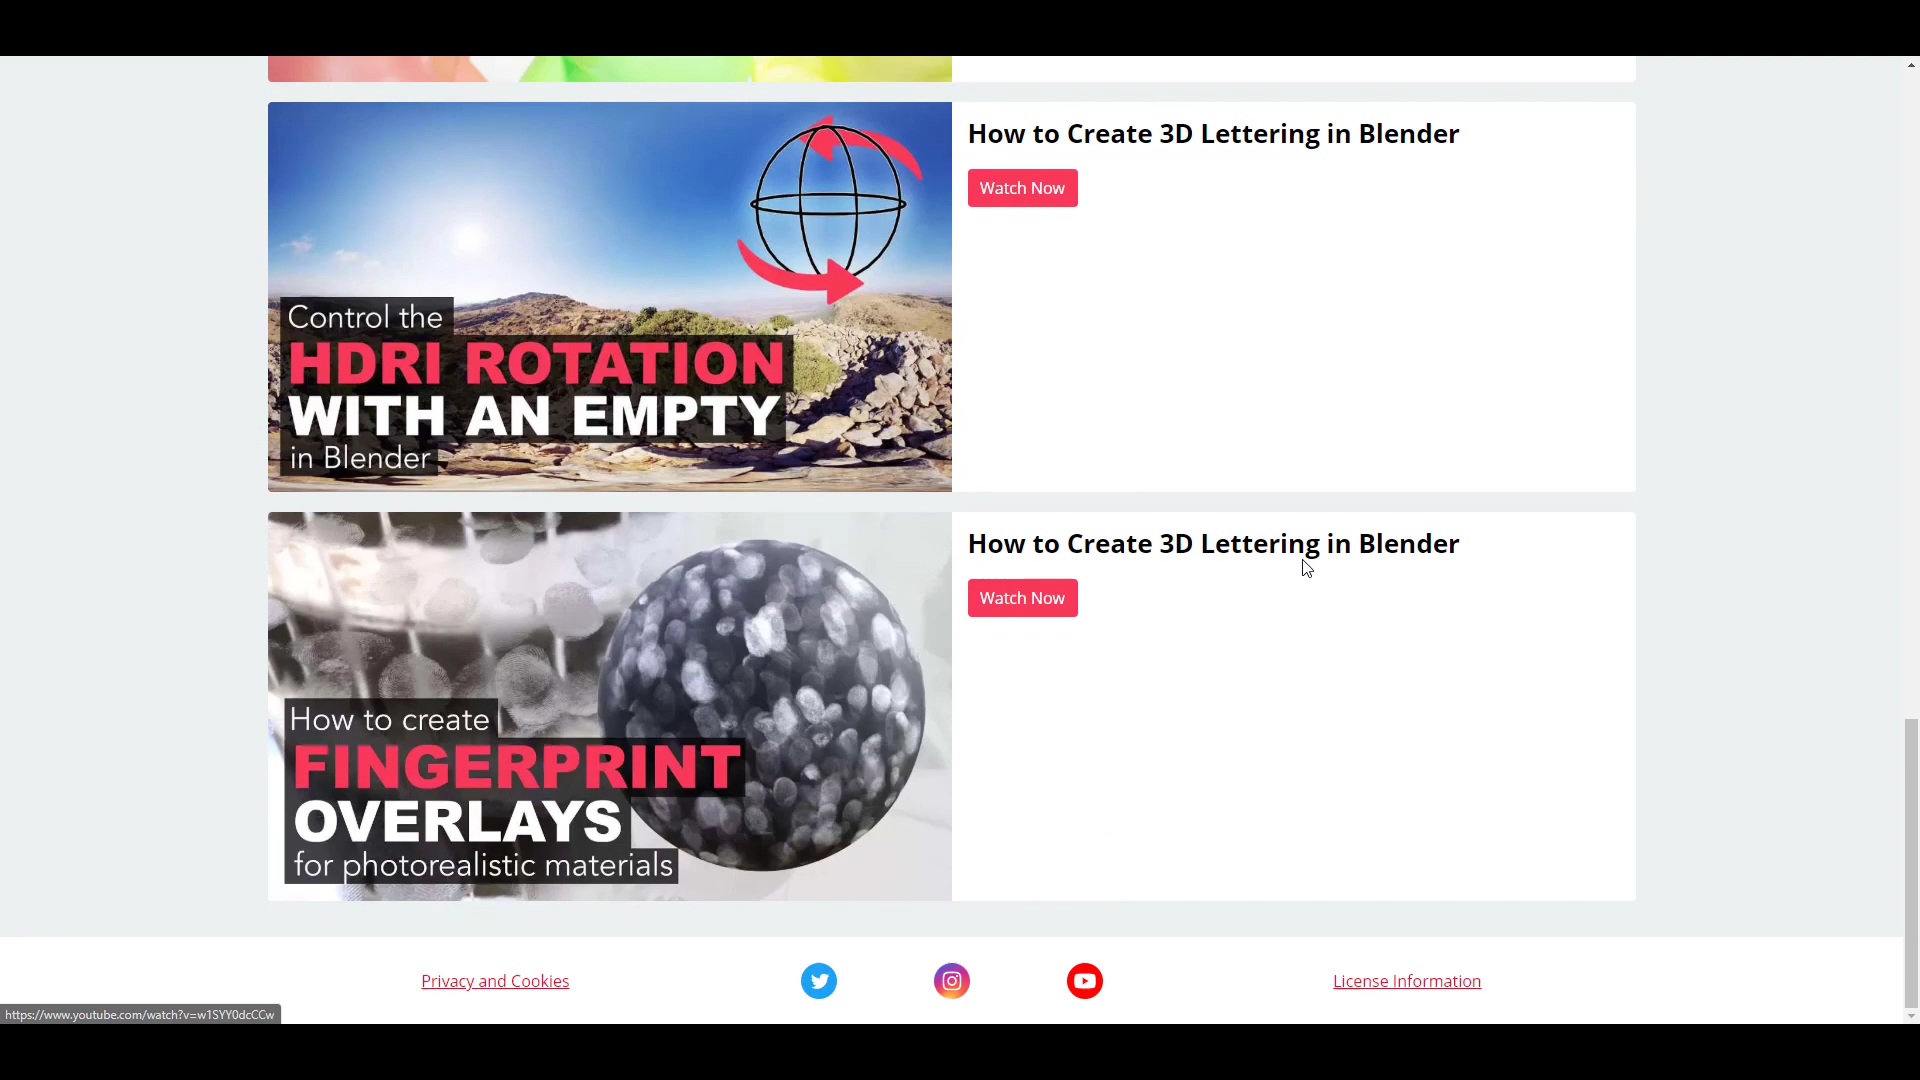 How to Create 3D Lettering in Blender
Watch Now
Control the
HDRI ROTATION
WITH AN EMPTY
in Blender
How to Create 3D Lettering in Blender
Watch Now
How to create
FINGERPRINT
OVERLAYS
for photorealistic materials
Privacy and Cookies
License Information
https://www.youtube.com/watch?v=w1SYY0dcCCw